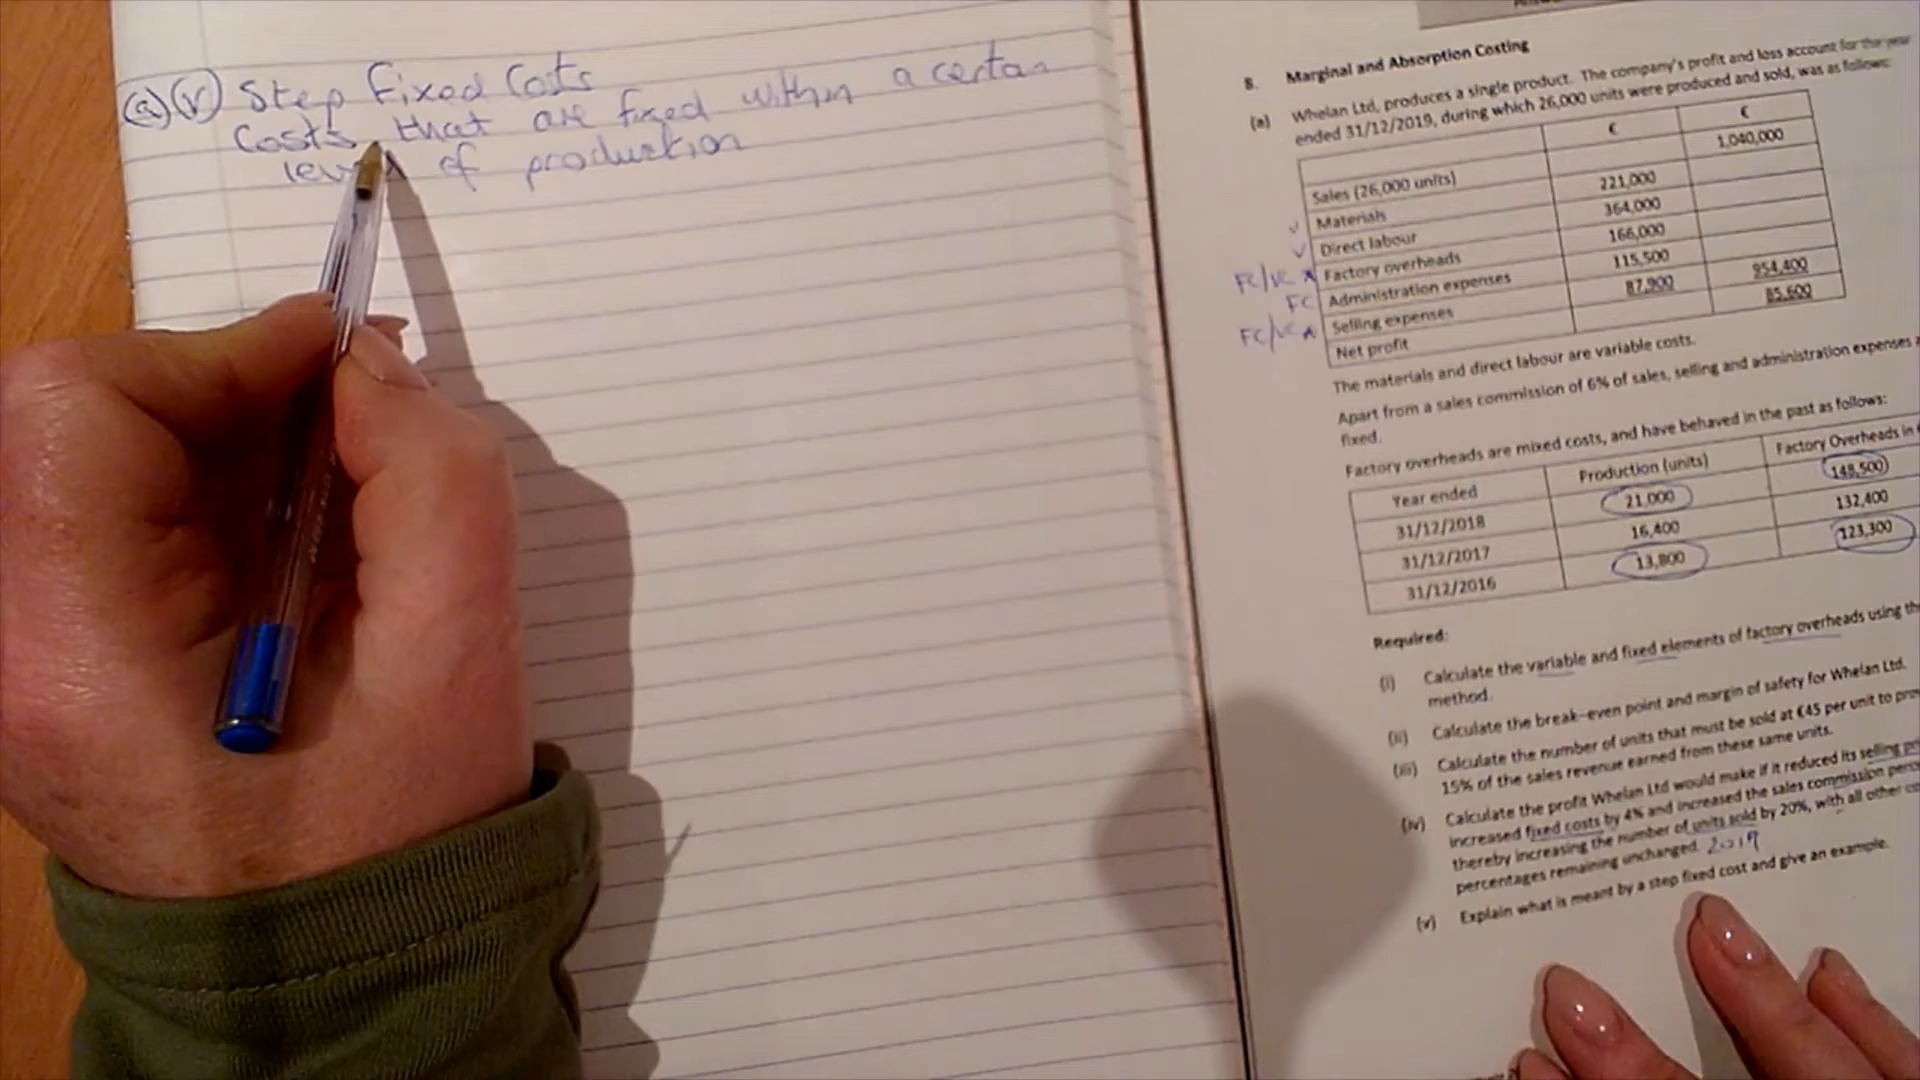 (a)(v) Step Fixed Costs
Costs that are fixed within a certan
of production
8. Marginal and Absorption Costing
(a) Whelan Ltd, produces a single product. The company's profit and loss account for the year
ended 31/12/2019, during which 26,000 units were produced and sold, was as follows:
€ €
Sales (26,000 units) 1,040,000
Materials 221,000
Direct labour 364,000
FC/VC Factory overheads 166,000
FC Administration expenses 115,500
FC/VC Selling expenses 87,900 954,400
Net profit 85,600
The materials and direct labour are variable costs.
Apart from a sales commission of 6% of sales, selling and administration expenses
fixed.
Factory overheads are mixed costs, and have behaved in the past as follows:
Year ended Production (units) Factory Overheads in
31/12/2018 21,000 148,500
31/12/2017 16,400 132,400
31/12/2016 13,800 123,300
Required:
(i) Calculate the variable and fixed elements of factory overheads using
method.
(ii) Calculate the break-even point and margin of safety for Whelan Ltd.
(iii) Calculate the number of units that must be sold at €45 per unit to
15% of the sales revenue earned from these same units.
(iv) Calculate the profit Whelan Ltd would make if it reduced its selling
increased fixed costs by 4% and increased the sales commission
thereby increasing the number of units sold by 20%, with all other
percentages remaining unchanged. 2019
(v) Explain what is meant by a step fixed cost and give an example.